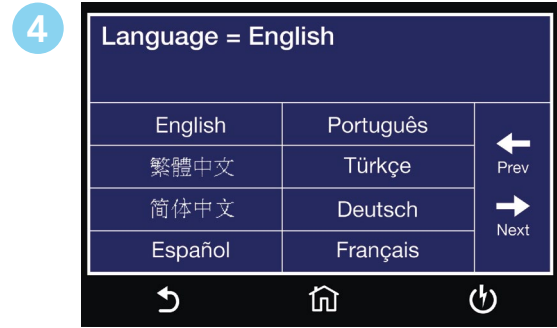 4
Language = English
English Português
繁體中文 Türkçe
简体中文 Deutsch
Español Français
Prev
Next